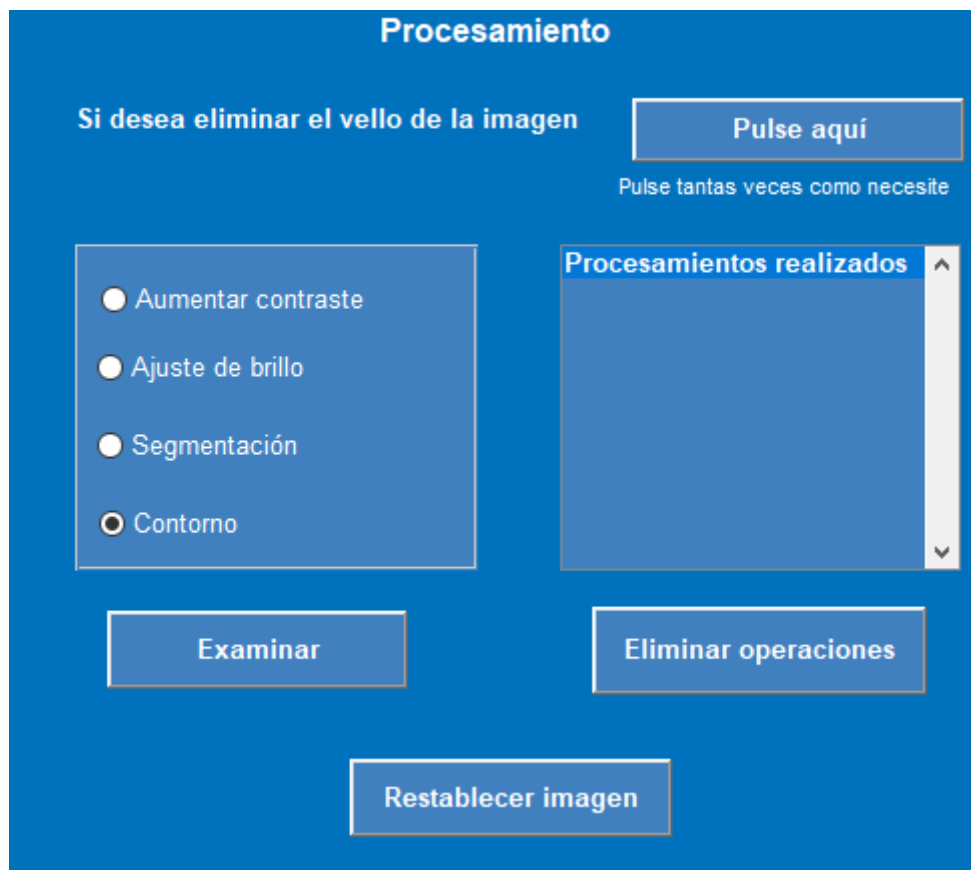 Procesamiento
Si desea eliminar el vello de la imagen
Pulse aquí
Pulse tantas veces como necesite
Aumentar contraste
Ajuste de brillo
Segmentación
Contorno
Procesamientos realizados
Examinar
Eliminar operaciones
Restablecer imagen